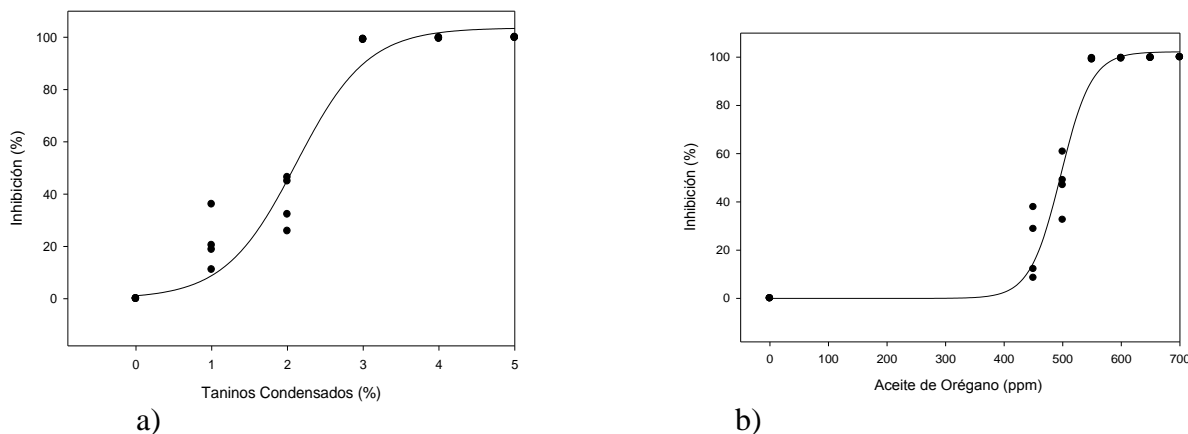 100
80
60
40
20
0
Inhibición (%)
0 1 2 3 4 5
Taninos Condensados (%)
a)
100
80
60
40
20
0
Inhibición (%)
0 100 200 300 400 500 600 700
Aceite de Orégano (ppm)
b)